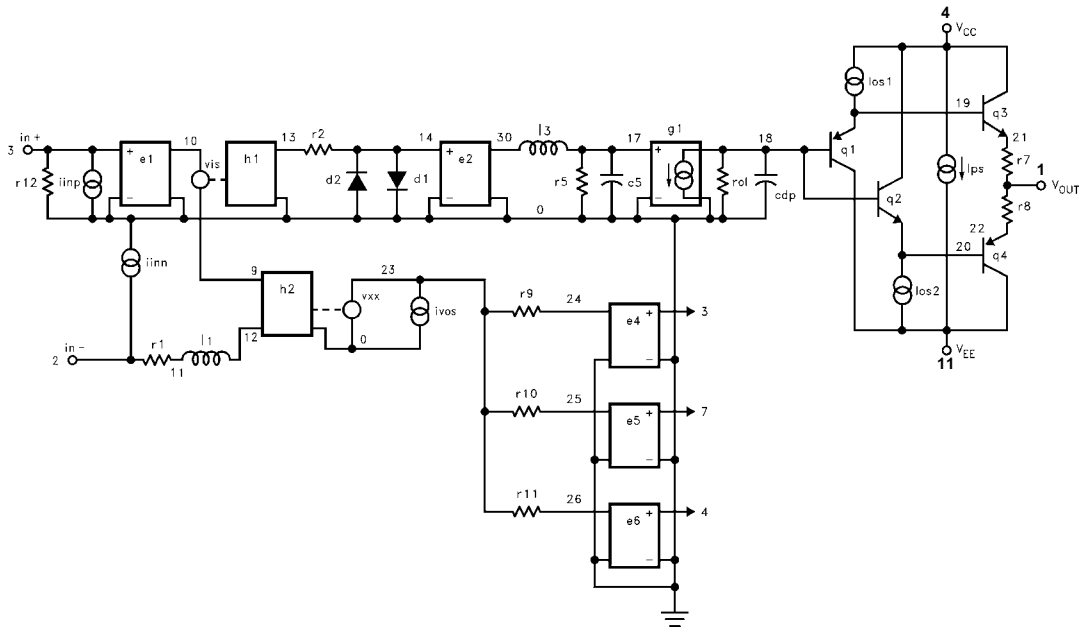 4
VCC
Ios1
19
q3
in+
3
10
13
r2
14
30
l3
17
g1
18
21
r7
1
VOUT
r12
iinp
e1
vis
h1
d2
d1
e2
r5
c5
rol
cdp
q1
Ips
r8
0
q2
22
20
q4
iinn
9
h2
23
vxx
ivos
Ios2
r9
24
e4
3
in-
2
r1
l1
11
12
0
11
VEE
r10
25
e5
7
r11
26
e6
4
+
-
+
-
+
-
+
-
+
-
+
-
+
-